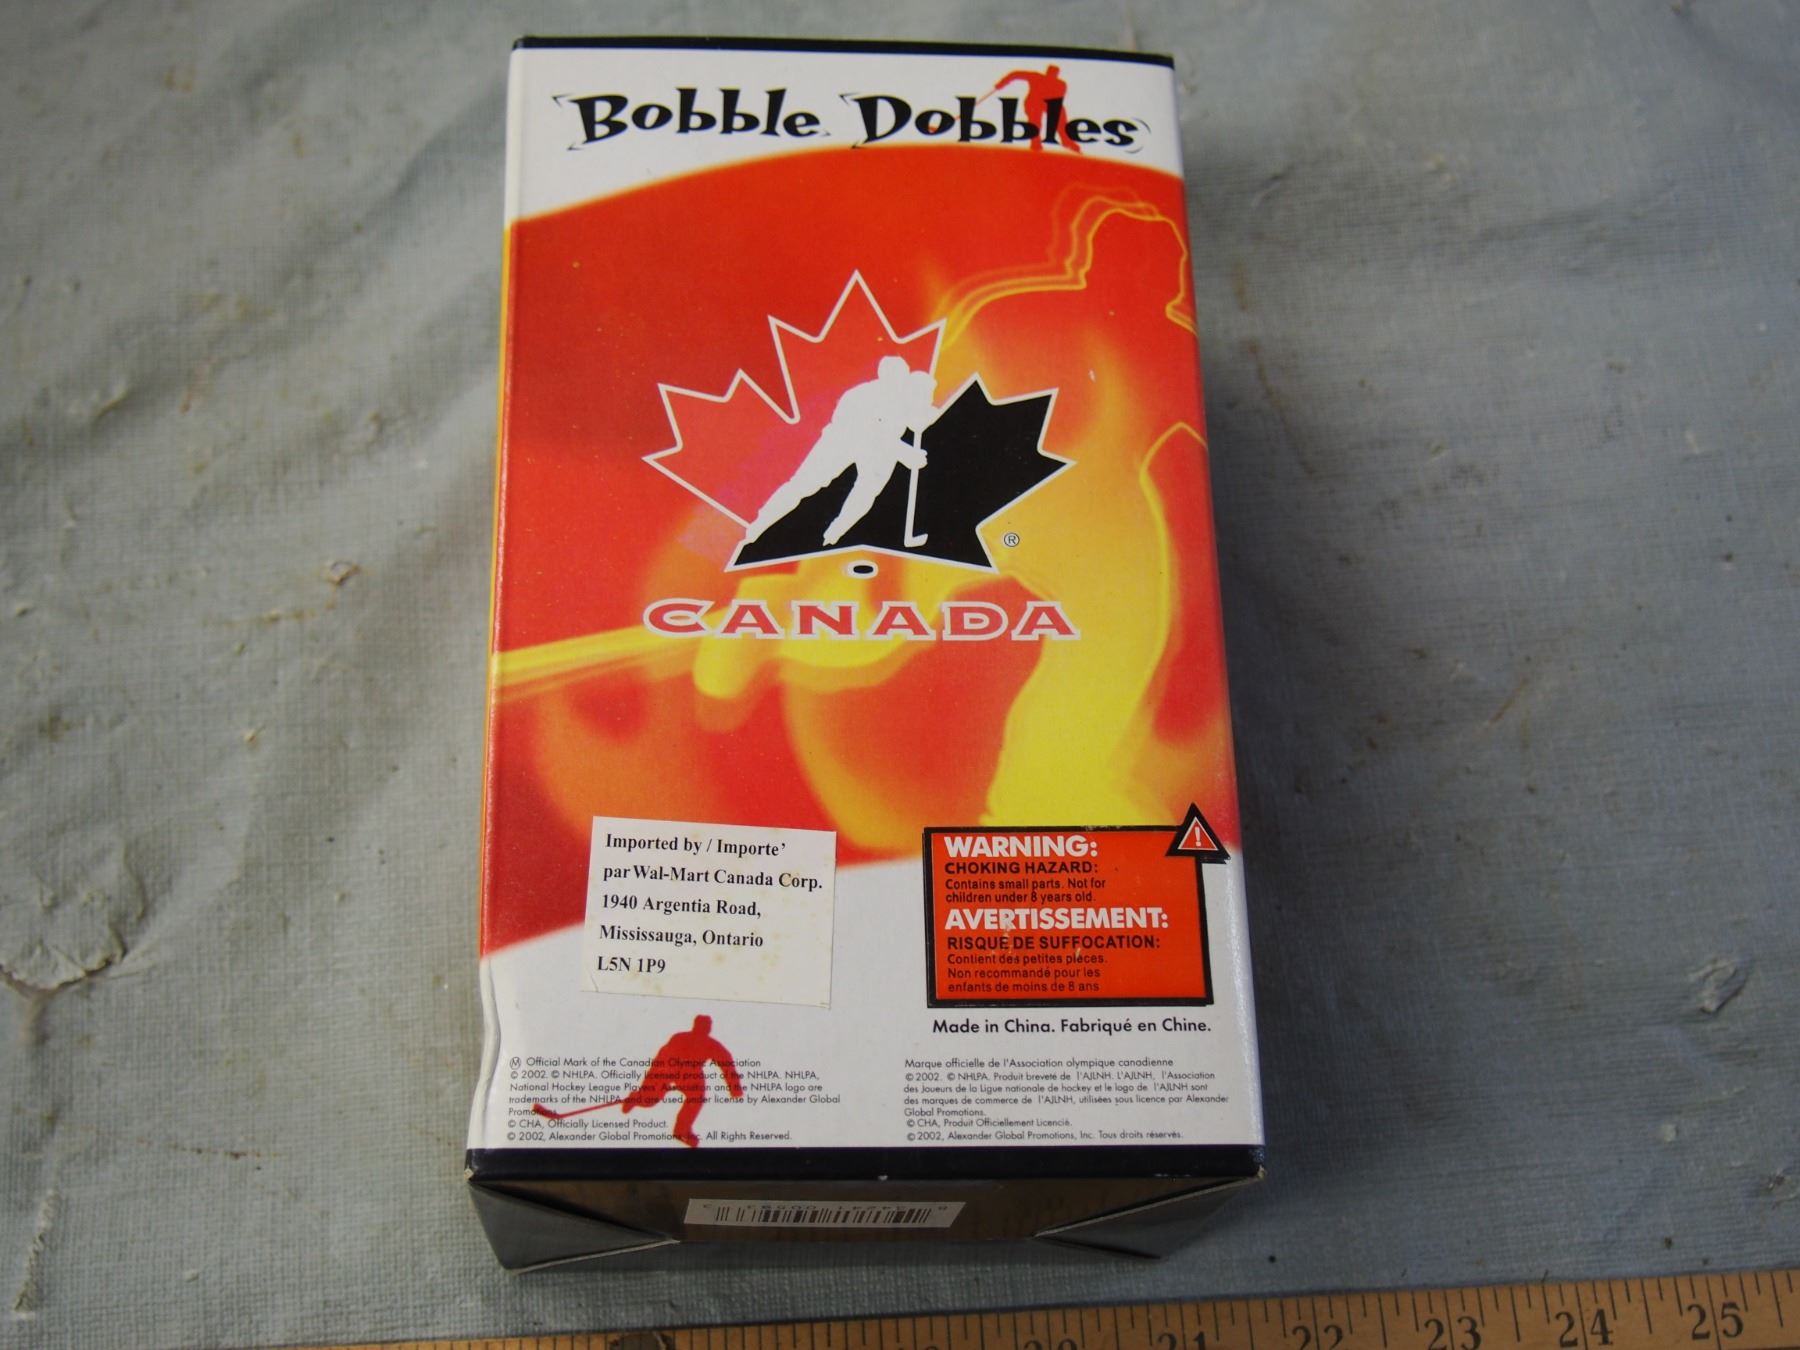 Bobble Dobbles
®
CANADA
Imported by / Importe’
par Wal-Mart Canada Corp.
1940 Argentia Road,
Mississauga, Ontario
L5N 1P9
WARNING:
CHOKING HAZARD:
Contains small parts. Not for
children under 8 years old.
AVERTISSEMENT:
RISQUE DE SUFFOCATION:
Contient des petites pièces.
Non recommandé pour les
enfants de moins de 8 ans
Made in China. Fabriqué en Chine.
Ⓜ Official Mark of the Canadian Olympic Association
© 2002. © NHLPA. Officially licensed product of the NHLPA. NHLPA,
National Hockey League Players' Association and the NHLPA logo are
trademarks of the NHLPA and are used under license by Alexander Global
Promotions.
© CHA, Officially Licensed Product.
© 2002, Alexander Global Promotions, Inc. All Rights Reserved.
Marque officielle de l'Association olympique canadienne
© 2002. © NHLPA. Produit breveté de l'AJLNH. L'AJLNH, l'Association
des Joueurs de la Ligue nationale de hockey et le logo de l'AJLNH sont
des marques de commerce de l'AJLNH, utilisées sous licence par Alexander
Global Promotions.
© CHA, Produit Officiellement Licencié.
© 2002, Alexander Global Promotions, Inc. Tous droits réservés.
21 22 23 24 25